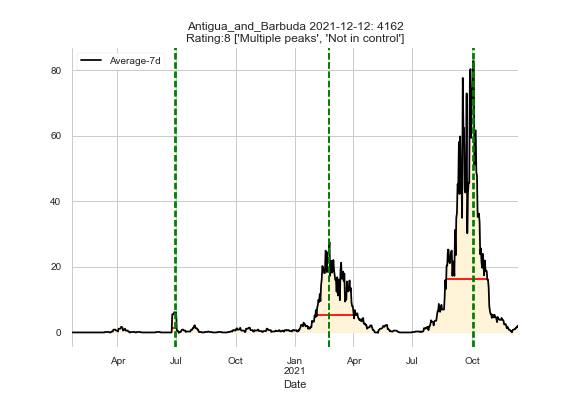 Antigua_and_Barbuda 2021-12-12: 4162
Rating:8 ['Multiple peaks', 'Not in control']
Average-7d
80
60
40
20
0
Apr Jul Oct Jan Apr Jul Oct
2021
Date